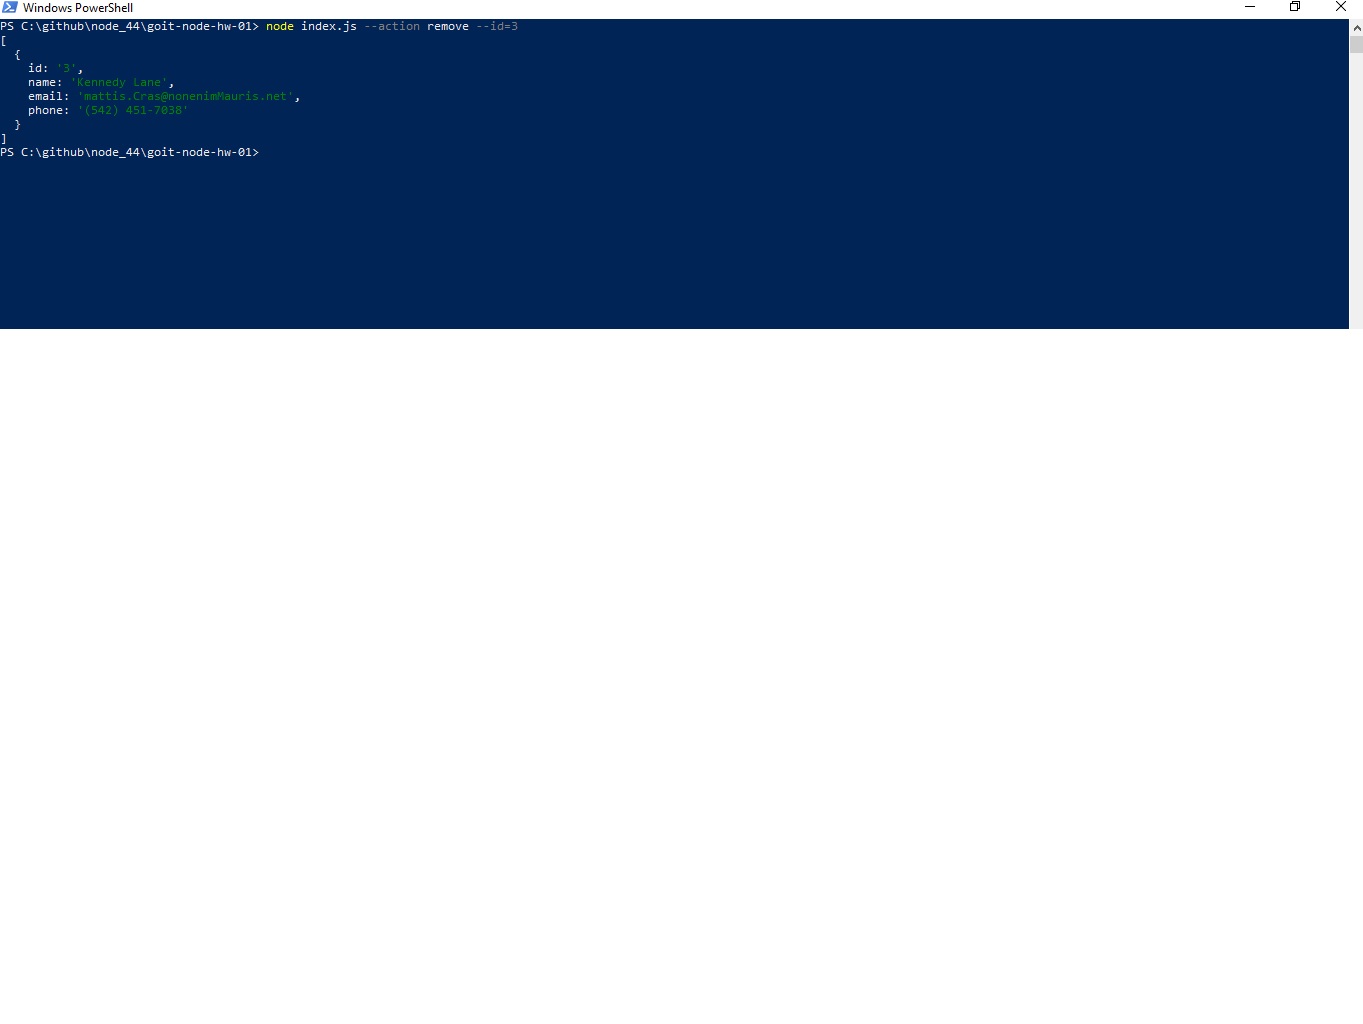 Windows PowerShell
PS C:\github\node_44\goit-node-hw-01> node index.js --action remove --id=3
[
  {
    id: '3',
    name: 'Kennedy Lane',
    email: 'mattis.Cras@nonenimMauris.net',
    phone: '(542) 451-7038'
  }
]
PS C:\github\node_44\goit-node-hw-01>